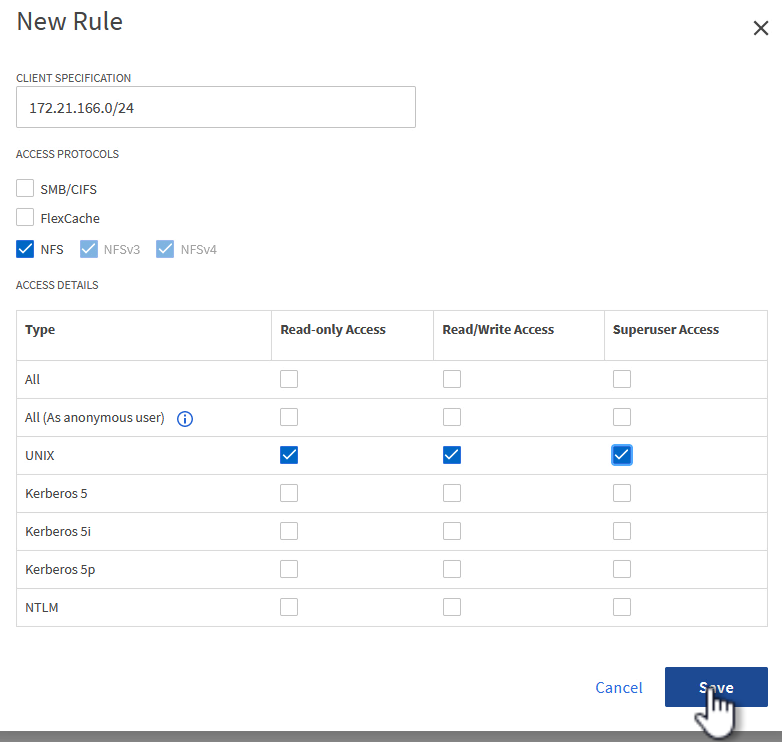 New Rule
CLIENT SPECIFICATION
172.21.166.0/24
ACCESS PROTOCOLS
SMB/CIFS
FlexCache
NFS NFSv3 NFSv4
ACCESS DETAILS
Type Read-only Access Read/Write Access Superuser Access
All
All (As anonymous user)
UNIX
Kerberos 5
Kerberos 5i
Kerberos 5p
NTLM
Cancel Save